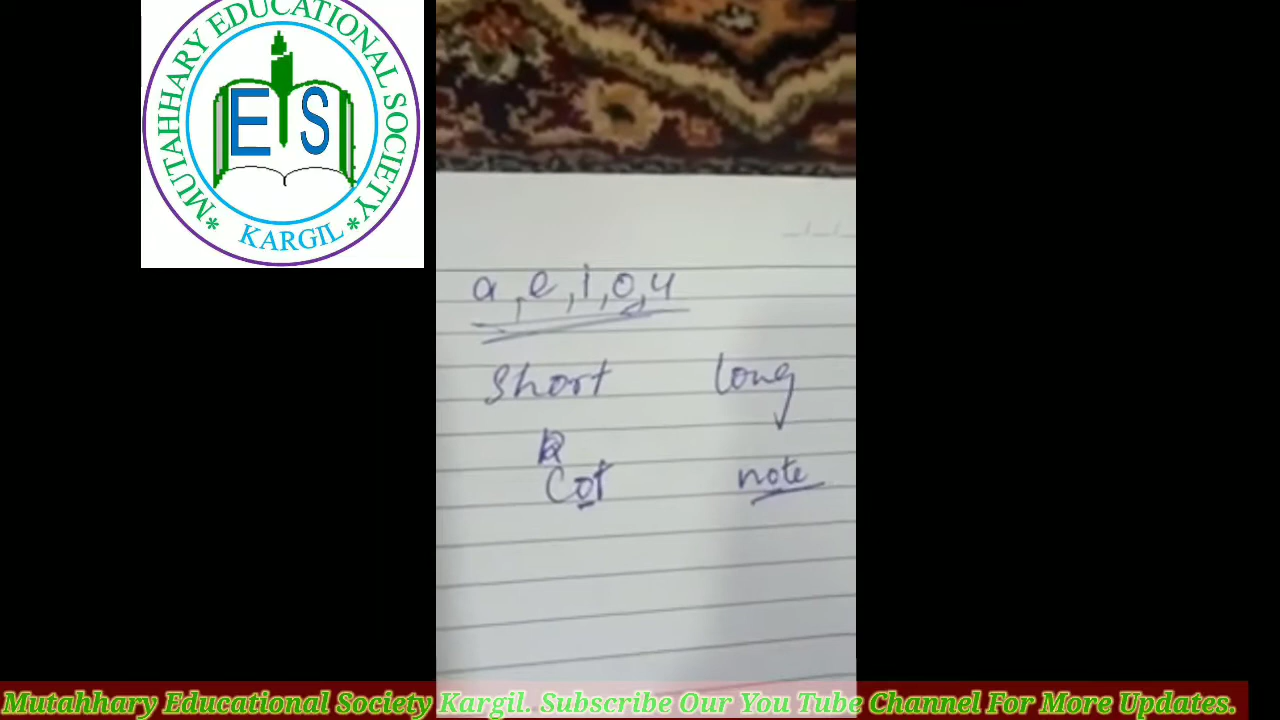 MUTAHHARY EDUCATIONAL SOCIETY
E S
* KARGIL *
a, e, i, o, u
Short long
Cot note
Mutahhary Educational Society Kargil. Subscribe Our You Tube Channel For More Updates.